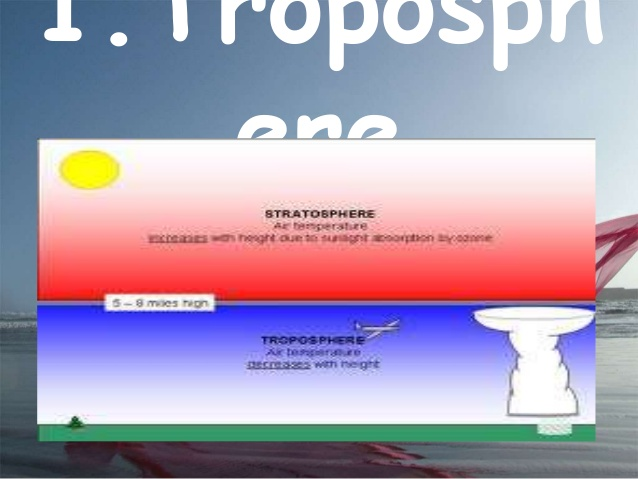 1.Troposph
ere
STRATOSPHERE
Air temperature
increases with height due to sunlight absorption by ozone
5 – 8 miles high
TROPOSPHERE
Air temperature
decreases with height